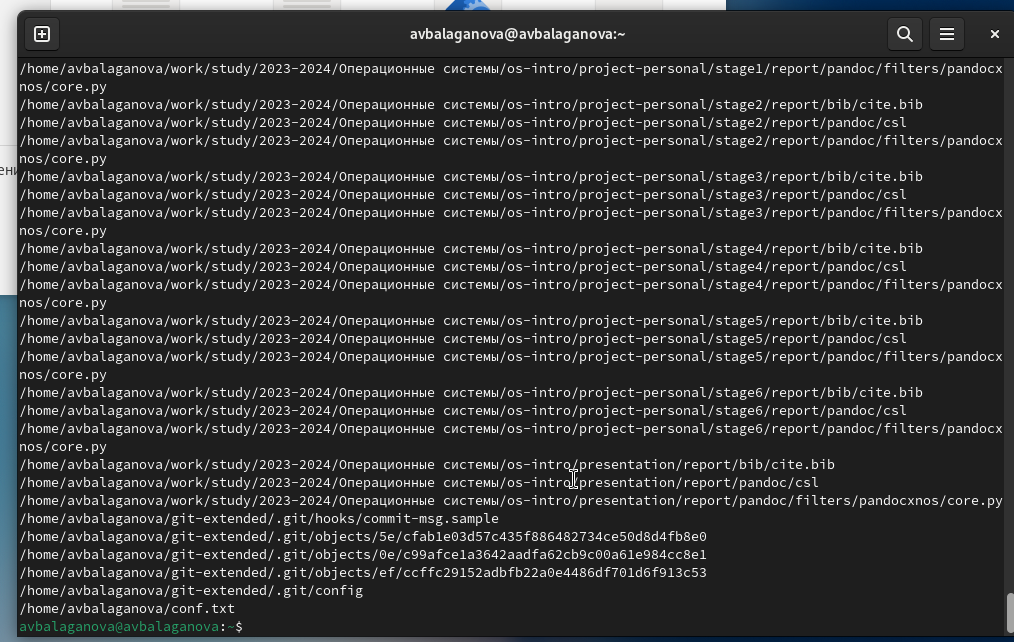 avbalaganova@avbalaganova:~
/home/avbalaganova/work/study/2023-2024/Операционные системы/os-intro/project-personal/stage1/report/pandoc/filters/pandocx
nos/core.py
/home/avbalaganova/work/study/2023-2024/Операционные системы/os-intro/project-personal/stage2/report/bib/cite.bib
/home/avbalaganova/work/study/2023-2024/Операционные системы/os-intro/project-personal/stage2/report/pandoc/csl
/home/avbalaganova/work/study/2023-2024/Операционные системы/os-intro/project-personal/stage2/report/pandoc/filters/pandocx
nos/core.py
/home/avbalaganova/work/study/2023-2024/Операционные системы/os-intro/project-personal/stage3/report/bib/cite.bib
/home/avbalaganova/work/study/2023-2024/Операционные системы/os-intro/project-personal/stage3/report/pandoc/csl
/home/avbalaganova/work/study/2023-2024/Операционные системы/os-intro/project-personal/stage3/report/pandoc/filters/pandocx
nos/core.py
/home/avbalaganova/work/study/2023-2024/Операционные системы/os-intro/project-personal/stage4/report/bib/cite.bib
/home/avbalaganova/work/study/2023-2024/Операционные системы/os-intro/project-personal/stage4/report/pandoc/csl
/home/avbalaganova/work/study/2023-2024/Операционные системы/os-intro/project-personal/stage4/report/pandoc/filters/pandocx
nos/core.py
/home/avbalaganova/work/study/2023-2024/Операционные системы/os-intro/project-personal/stage5/report/bib/cite.bib
/home/avbalaganova/work/study/2023-2024/Операционные системы/os-intro/project-personal/stage5/report/pandoc/csl
/home/avbalaganova/work/study/2023-2024/Операционные системы/os-intro/project-personal/stage5/report/pandoc/filters/pandocx
nos/core.py
/home/avbalaganova/work/study/2023-2024/Операционные системы/os-intro/project-personal/stage6/report/bib/cite.bib
/home/avbalaganova/work/study/2023-2024/Операционные системы/os-intro/project-personal/stage6/report/pandoc/csl
/home/avbalaganova/work/study/2023-2024/Операционные системы/os-intro/project-personal/stage6/report/pandoc/filters/pandocx
nos/core.py
/home/avbalaganova/work/study/2023-2024/Операционные системы/os-intro/presentation/report/bib/cite.bib
/home/avbalaganova/work/study/2023-2024/Операционные системы/os-intro/presentation/report/pandoc/csl
/home/avbalaganova/work/study/2023-2024/Операционные системы/os-intro/presentation/report/pandoc/filters/pandocxnos/core.py
/home/avbalaganova/git-extended/.git/hooks/commit-msg.sample
/home/avbalaganova/git-extended/.git/objects/5e/cfab1e03d57c435f886482734ce50d8d4fb8e0
/home/avbalaganova/git-extended/.git/objects/0e/c99afce1a3642aadfa62cb9c00a61e984cc8e1
/home/avbalaganova/git-extended/.git/objects/ef/ccffc29152adbfb22a0e4486df701d6f913c53
/home/avbalaganova/git-extended/.git/config
/home/avbalaganova/conf.txt
avbalaganova@avbalaganova:~$